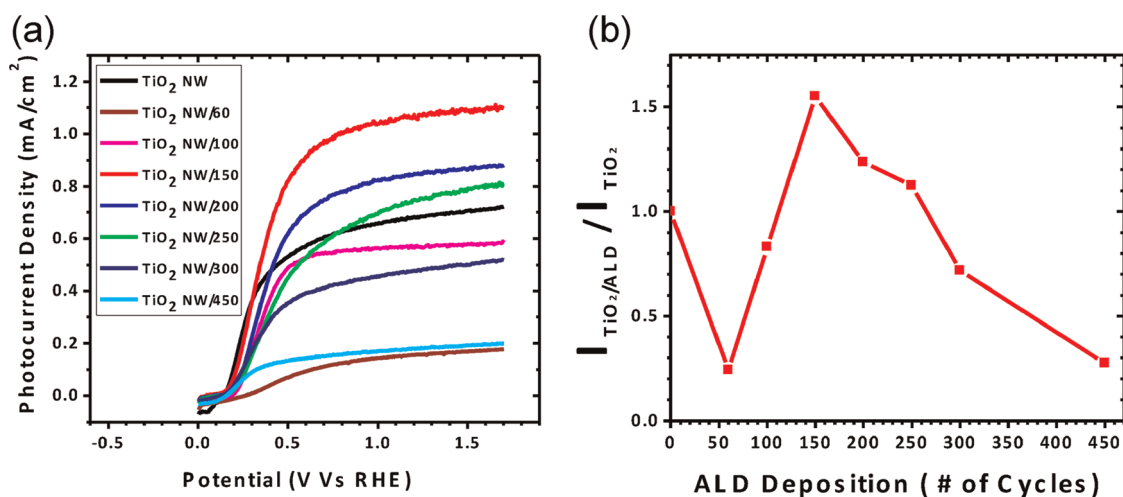 (a)
Photocurrent Density (mA/cm²)
1.2
1.0
0.8
0.6
0.4
0.2
0.0
TiO₂ NW
TiO₂ NW/60
TiO₂ NW/100
TiO₂ NW/150
TiO₂ NW/200
TiO₂ NW/250
TiO₂ NW/300
TiO₂ NW/450
-0.5 0.0 0.5 1.0 1.5
Potential (V Vs RHE)
(b)
I TiO₂/ALD / I TiO₂
1.5
1.0
0.5
0.0
0 50 100 150 200 250 300 350 400 450
ALD Deposition ( # of Cycles)